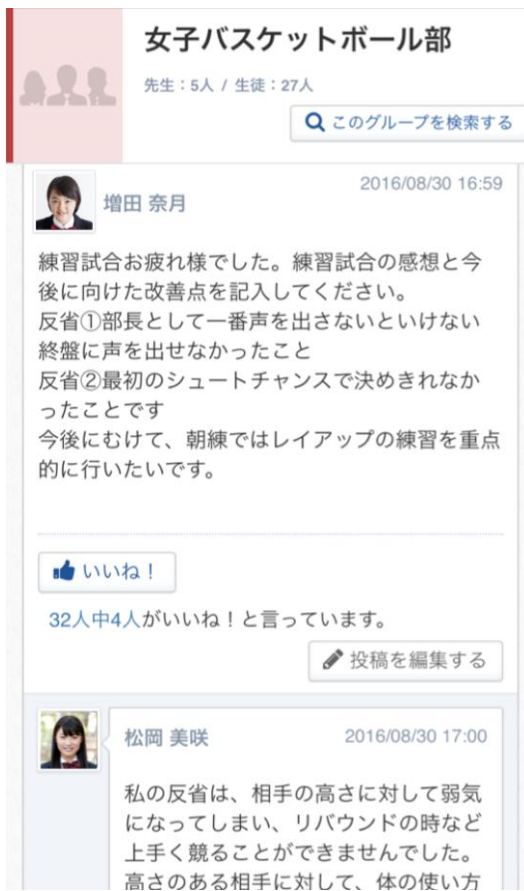 女子バスケットボール部
先生：5人 / 生徒：27人
このグループを検索する
増田 奈月
2016/08/30 16:59
練習試合お疲れ様でした。練習試合の感想と今
後に向けた改善点を記入してください。
反省①部長として一番声を出さないといけない
終盤に声を出せなかったこと
反省②最初のシュートチャンスで決めきれなか
ったことです
今後にむけて、朝練ではレイアップの練習を重点
的に行いたいです。
いいね！
32人中4人がいいね！と言っています。
投稿を編集する
松岡 美咲
2016/08/30 17:00
私の反省は、相手の高さに対して弱気
になってしまい、リバウンドの時など
上手く競ることができませんでした。
高さのある相手に対して、体の使い方